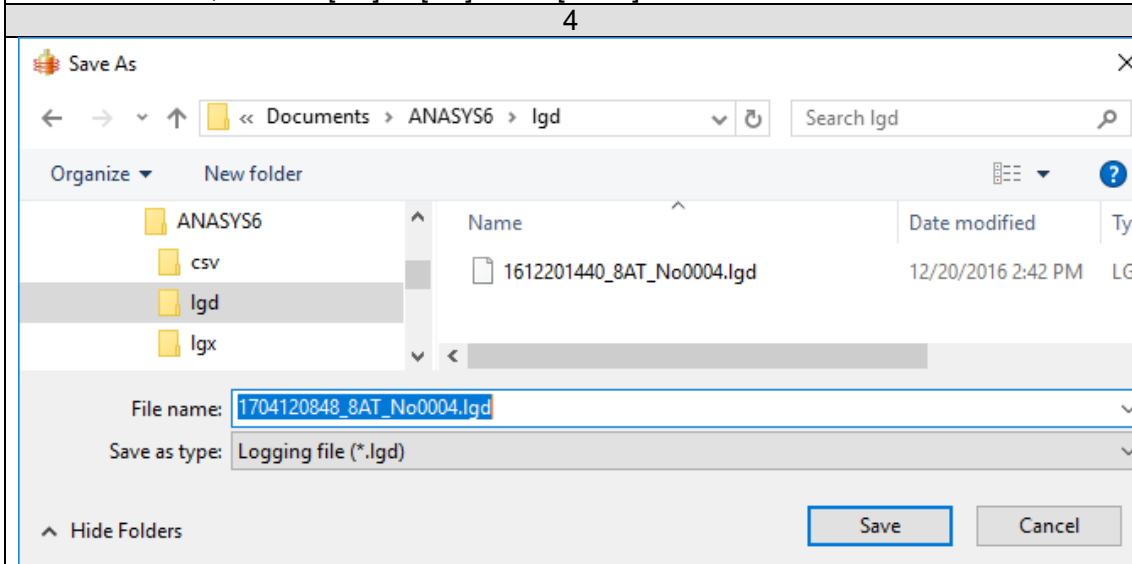 4
Save As
« Documents > ANASYS6 > lgd
Search lgd
Organize
New folder
?
ANASYS6
Name
Date modified
Ty
csv
1612201440_8AT_No0004.lgd
12/20/2016 2:42 PM
LG
lgd
lgx
File name: 1704120848_8AT_No0004.lgd
Save as type: Logging file (*.lgd)
Hide Folders
Save
Cancel